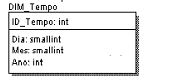 DIM_Tempo
ID_Tempo: int
Dia: smallint
Mes: smallint
Ano: int